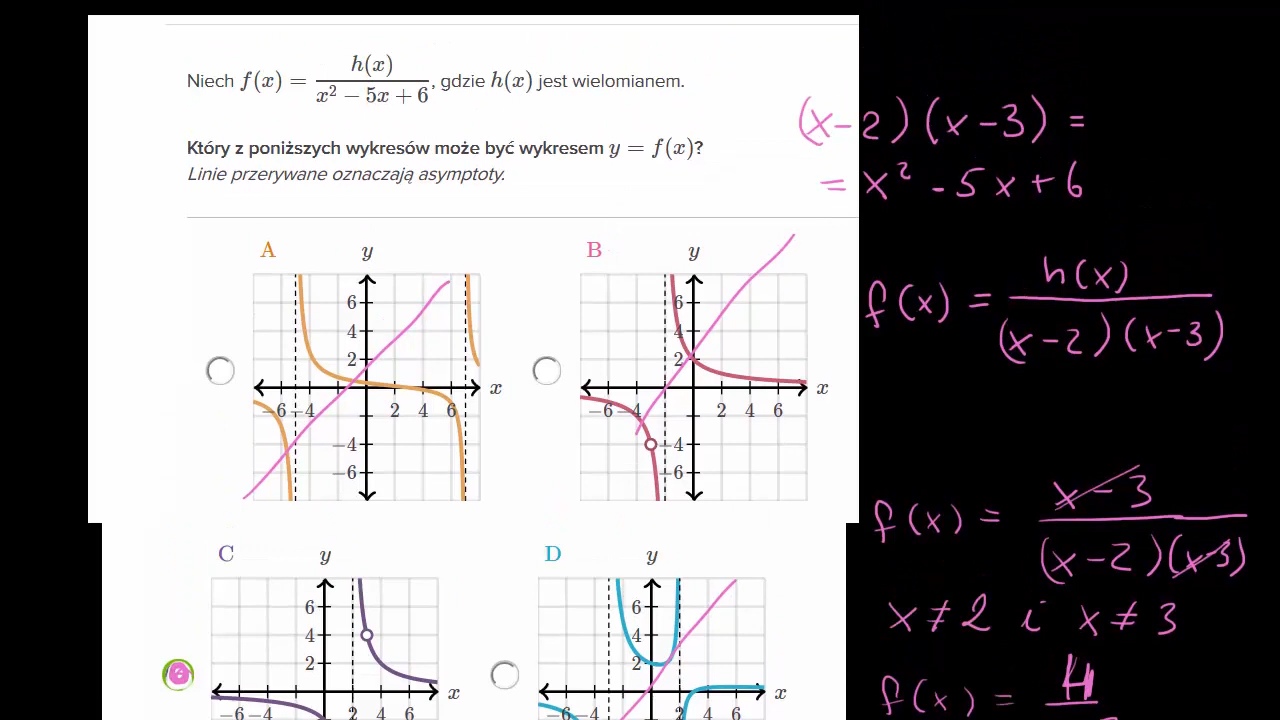 Niech f(x) = h(x) / (x² − 5x + 6), gdzie h(x) jest wielomianem.
Który z poniższych wykresów może być wykresem y = f(x)?
Linie przerywane oznaczają asymptoty.
(x−2)(x−3) =
= x² − 5x + 6
f(x) = h(x) / (x−2)(x−3)
f(x) = x−3 / (x−2)(x−3)
x ≠ 2 i x ≠ 3
f(x) = 4
A
y
6
4
2
−6 −4 2 4 6 x
−4
−6
B
y
6
4
2
−6 −4 2 4 6 x
−4
−6
C
y
6
4
2
x
−6 −4 2 4 6
D
y
6
4
2
x
−4 2 4 6